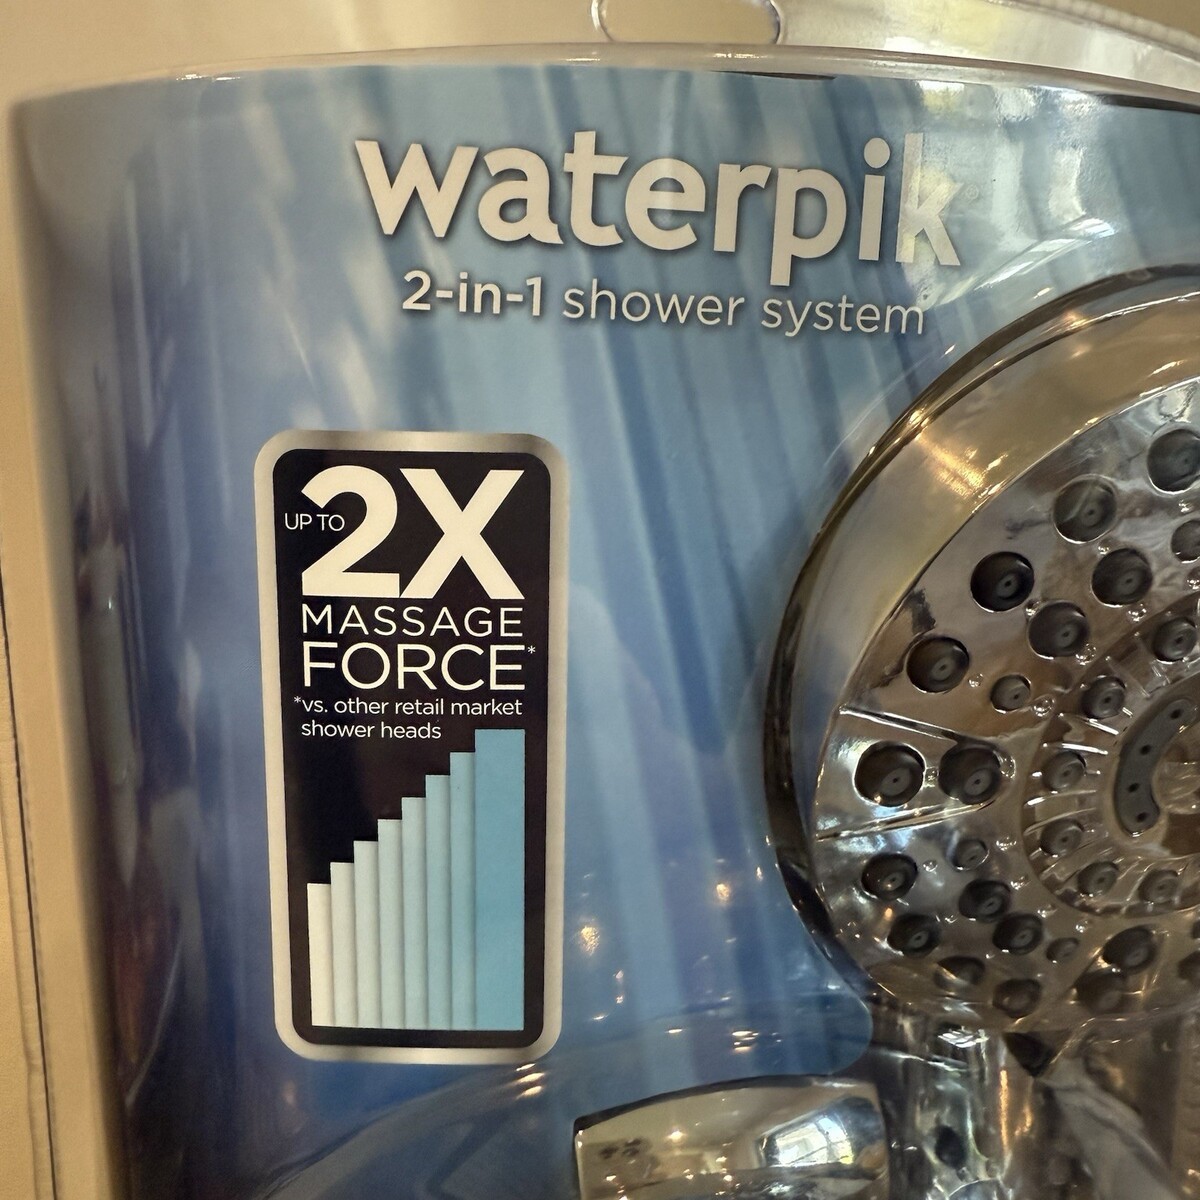 waterpik
2-in-1 shower system
UP TO 2X
MASSAGE
FORCE*
*vs. other retail market
shower heads